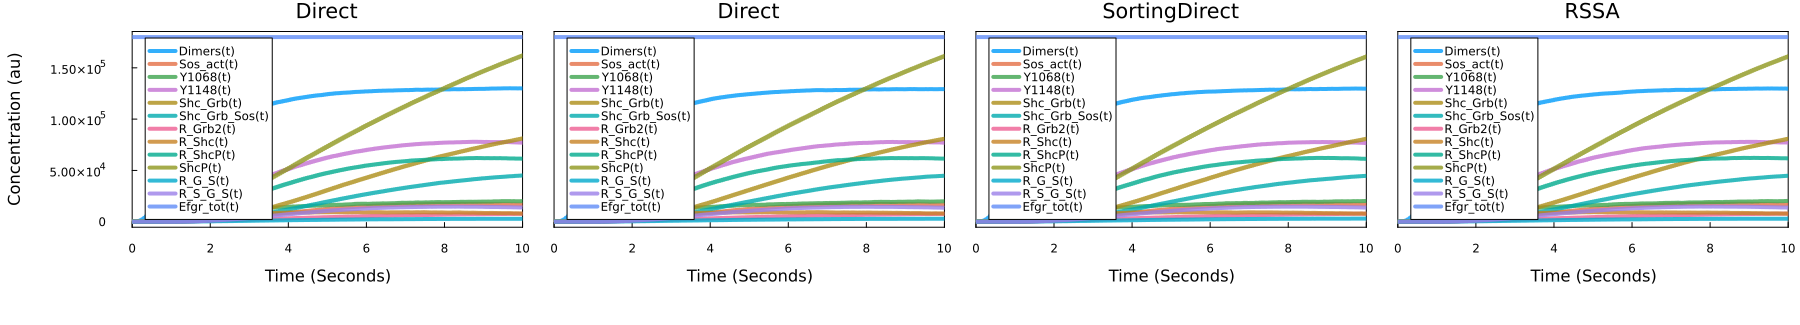 Direct
Direct
SortingDirect
RSSA
Concentration (au)
1.50×10⁵
1.00×10⁵
5.00×10⁴
0
Dimers(t)
Sos_act(t)
Y1068(t)
Y1148(t)
Shc_Grb(t)
Shc_Grb_Sos(t)
R_Grb2(t)
R_Shc(t)
R_ShcP(t)
ShcP(t)
R_G_S(t)
R_S_G_S(t)
Efgr_tot(t)
0 2 4 6 8 10
Time (Seconds)
Dimers(t)
Sos_act(t)
Y1068(t)
Y1148(t)
Shc_Grb(t)
Shc_Grb_Sos(t)
R_Grb2(t)
R_Shc(t)
R_ShcP(t)
ShcP(t)
R_G_S(t)
R_S_G_S(t)
Efgr_tot(t)
0 2 4 6 8 10
Time (Seconds)
Dimers(t)
Sos_act(t)
Y1068(t)
Y1148(t)
Shc_Grb(t)
Shc_Grb_Sos(t)
R_Grb2(t)
R_Shc(t)
R_ShcP(t)
ShcP(t)
R_G_S(t)
R_S_G_S(t)
Efgr_tot(t)
0 2 4 6 8 10
Time (Seconds)
Dimers(t)
Sos_act(t)
Y1068(t)
Y1148(t)
Shc_Grb(t)
Shc_Grb_Sos(t)
R_Grb2(t)
R_Shc(t)
R_ShcP(t)
ShcP(t)
R_G_S(t)
R_S_G_S(t)
Efgr_tot(t)
0 2 4 6 8 10
Time (Seconds)